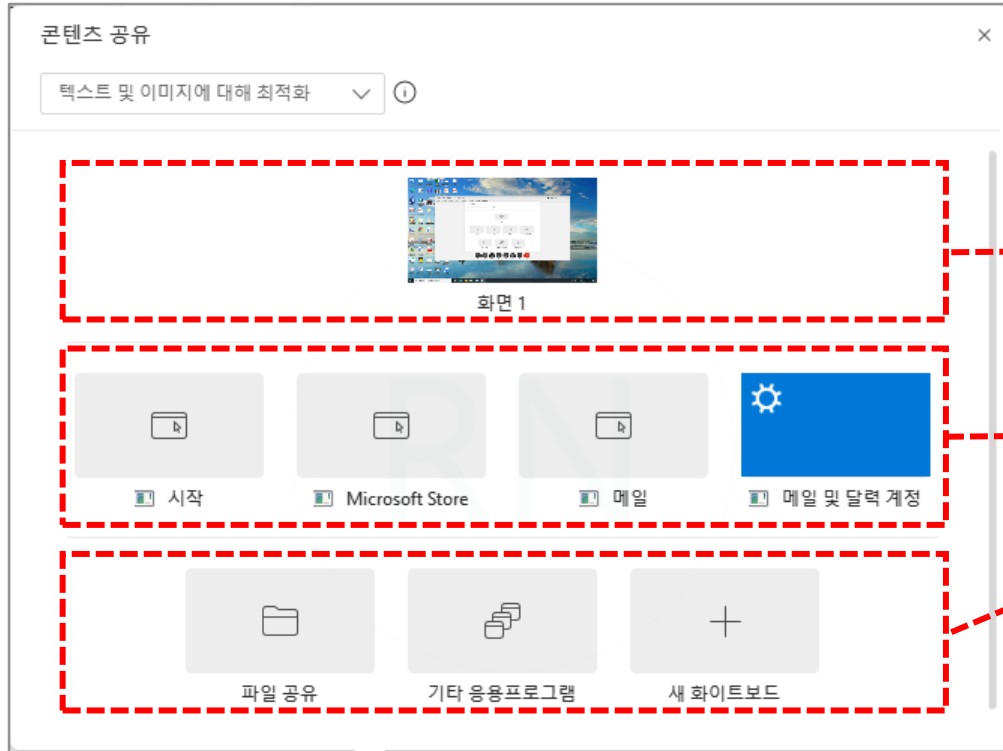 콘텐츠 공유
텍스트 및 이미지에 대해 최적화
화면 1
시작
Microsoft Store
메일
메일 및 달력 계정
파일 공유
기타 응용프로그램
새 화이트보드